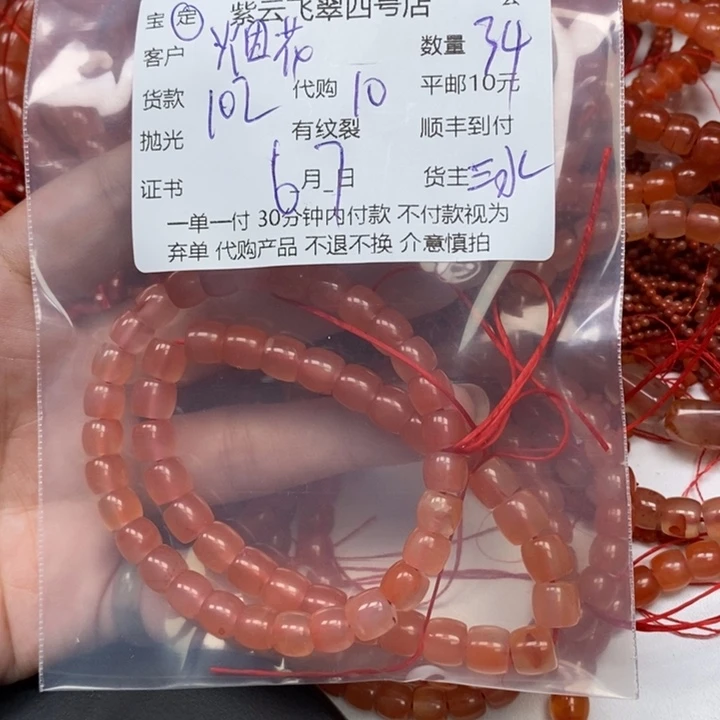 紫云飞翠四号店
宝 定
客户 烟花 数量 34
货款 102 代购 10 平邮10元
抛光 有纹裂 顺丰到付
证书 6月7日 货主 三水
一单一付 30分钟内付款 不付款视为
弃单 代购产品 不退不换 介意慎拍